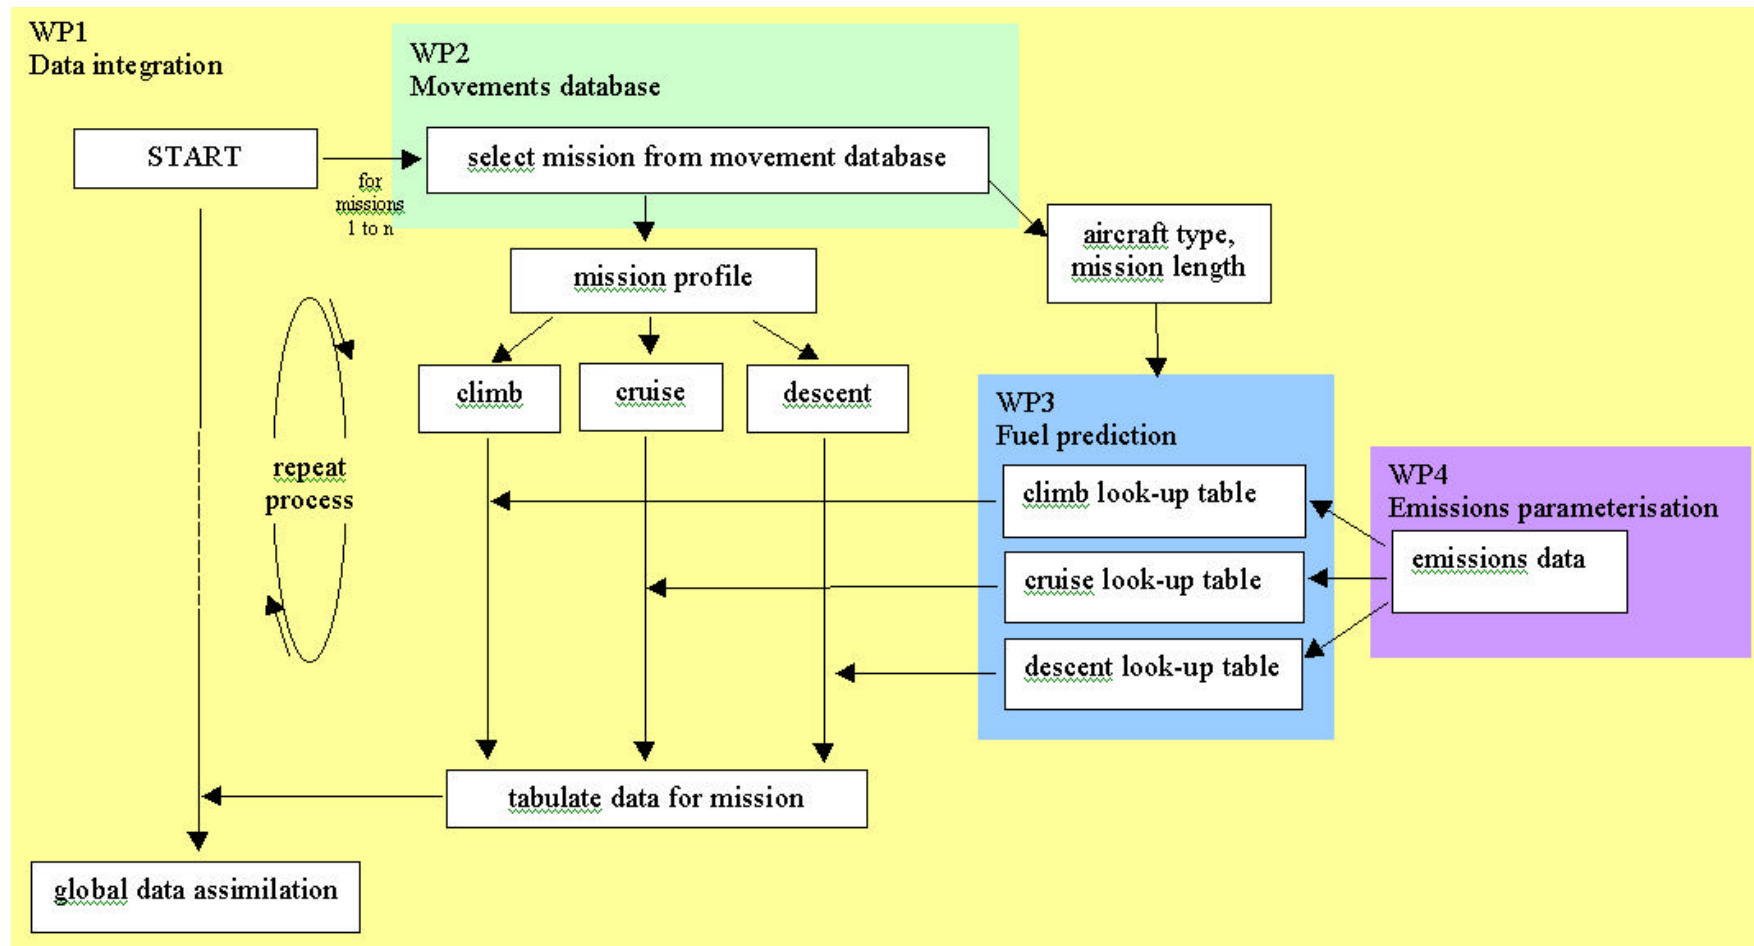 WP1
Data integration
WP2
Movements database
START
select mission from movement database
for
missions
1 to n
aircraft type,
mission length
mission profile
climb
cruise
descent
WP3
Fuel prediction
repeat
process
climb look-up table
WP4
Emissions parameterisation
emissions data
cruise look-up table
descent look-up table
tabulate data for mission
global data assimilation